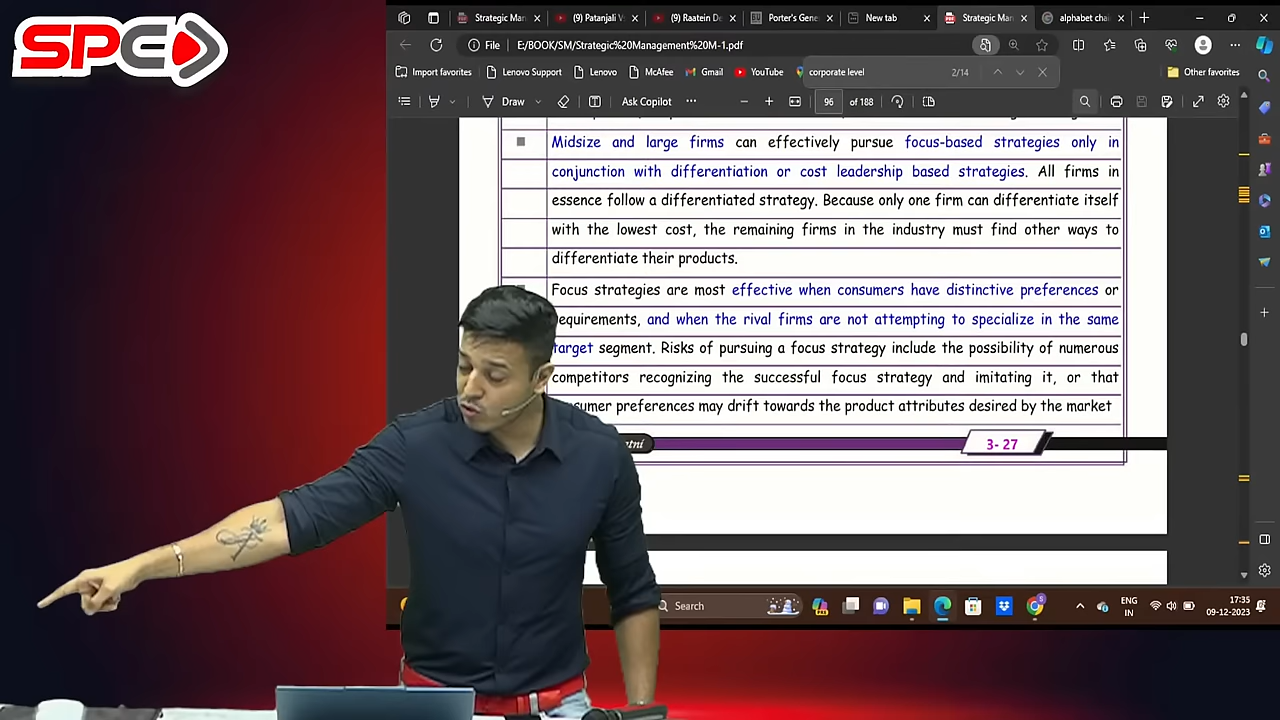 SPC
Strategic Man
(9) Patanjali V
(9) Raatein De
Porter's Gene
New tab
Strategic Man
alphabet chai
File
E:/BOOK/SM/Strategic%20Management%20M-1.pdf
Import favorites
Lenovo Support
Lenovo
McAfee
Gmail
YouTube
corporate level
2/14
Other favorites
Draw
Ask Copilot
96
of 188
Midsize and large firms can effectively pursue focus-based strategies only in
conjunction with differentiation or cost leadership based strategies. All firms in
essence follow a differentiated strategy. Because only one firm can differentiate itself
with the lowest cost, the remaining firms in the industry must find other ways to
differentiate their products.
Focus strategies are most effective when consumers have distinctive preferences or
equirements, and when the rival firms are not attempting to specialize in the same
target segment. Risks of pursuing a focus strategy include the possibility of numerous
competitors recognizing the successful focus strategy and imitating it, or that
sumer preferences may drift towards the product attributes desired by the market
atni
3- 27
Search
ENG
IN
17:35
09-12-2023